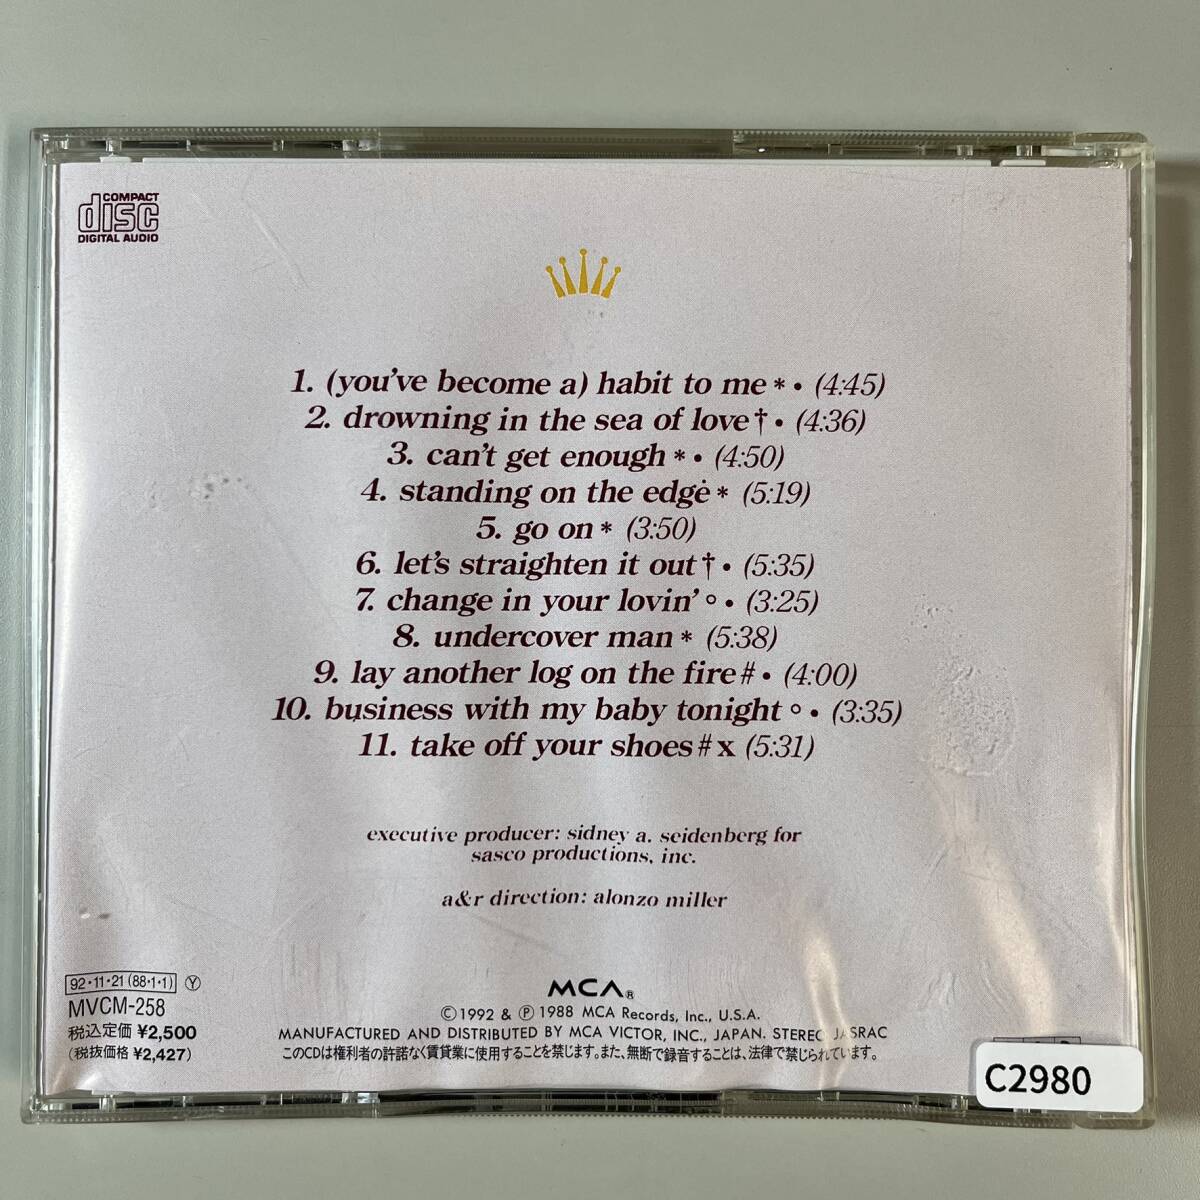 COMPACT
disc
DIGITAL AUDIO
1. (you've become a) habit to me*• (4:45)
2. drowning in the sea of love†• (4:36)
3. can't get enough*• (4:50)
4. standing on the edge* (5:19)
5. go on* (3:50)
6. let's straighten it out†• (5:35)
7. change in your lovin'°• (3:25)
8. undercover man* (5:38)
9. lay another log on the fire#• (4:00)
10. business with my baby tonight°• (3:35)
11. take off your shoes#x (5:31)
executive producer: sidney a. seidenberg for
sasco productions, inc.
a&r direction: alonzo miller
92・11・21 (88・1・1) Ⓨ
MVCM-258
税込定価 ¥2,500
(税抜価格 ¥2,427)
MCA®
©1992 & ℗ 1988 MCA Records, Inc., U.S.A.
MANUFACTURED AND DISTRIBUTED BY MCA VICTOR, INC., JAPAN. STEREO JASRAC
このCDは権利者の許諾なく賃貸業に使用することを禁じます。また、無断で録音することは、法律で禁じられています。
C2980